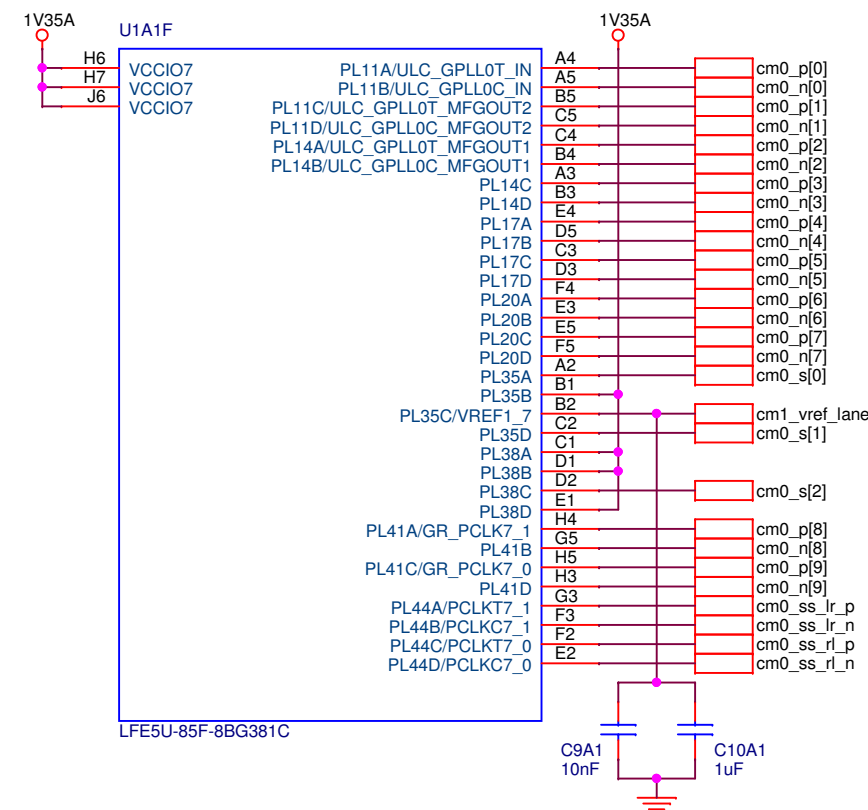 1V35A
1V35A
U1A1F
H6 VCCIO7
H7 VCCIO7
J6 VCCIO7
PL11A/ULC_GPLL0T_IN A4 cm0_p[0]
PL11B/ULC_GPLL0C_IN A5 cm0_n[0]
PL11C/ULC_GPLL0T_MFGOUT2 B5 cm0_p[1]
PL11D/ULC_GPLL0C_MFGOUT2 C5 cm0_n[1]
PL14A/ULC_GPLL0T_MFGOUT1 C4 cm0_p[2]
PL14B/ULC_GPLL0C_MFGOUT1 B4 cm0_n[2]
PL14C A3 cm0_p[3]
PL14D B3 cm0_n[3]
PL17A E4 cm0_p[4]
PL17B D5 cm0_n[4]
PL17C C3 cm0_p[5]
PL17D D3 cm0_n[5]
PL20A F4 cm0_p[6]
PL20B E3 cm0_n[6]
PL20C E5 cm0_p[7]
PL20D F5 cm0_n[7]
PL35A A2 cm0_s[0]
PL35B B1
PL35C/VREF1_7 B2 cm1_vref_lane
PL35D C2 cm0_s[1]
PL38A C1
PL38B D1
PL38C D2 cm0_s[2]
PL38D E1
PL41A/GR_PCLK7_1 H4 cm0_p[8]
PL41B G5 cm0_n[8]
PL41C/GR_PCLK7_0 H5 cm0_p[9]
PL41D H3 cm0_n[9]
PL44A/PCLKT7_1 G3 cm0_ss_lr_p
PL44B/PCLKC7_1 F3 cm0_ss_lr_n
PL44C/PCLKT7_0 F2 cm0_ss_rl_p
PL44D/PCLKC7_0 E2 cm0_ss_rl_n
LFE5U-85F-8BG381C
C9A1
10nF
C10A1
1uF